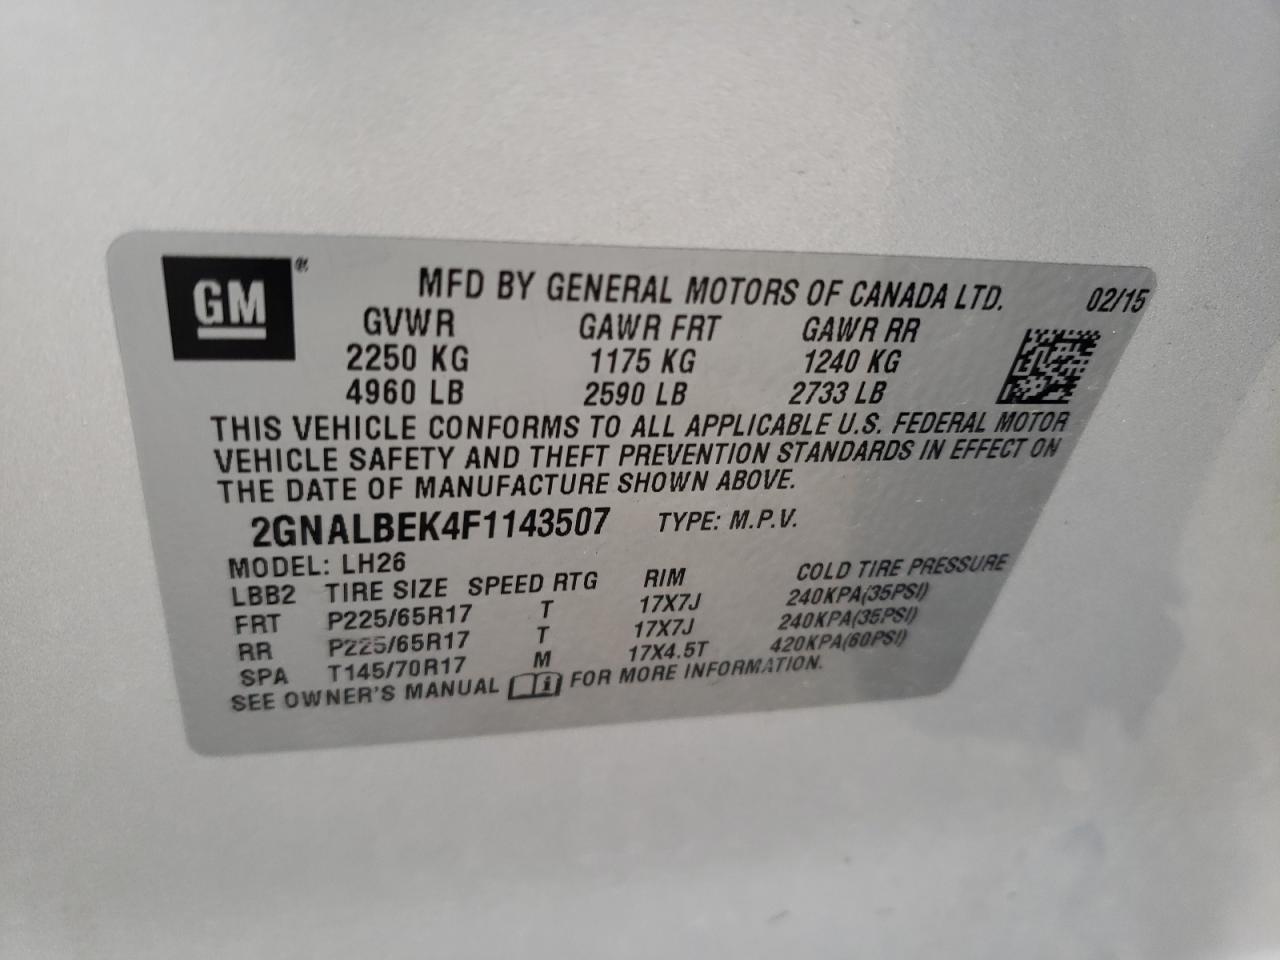 GM ®
MFD BY GENERAL MOTORS OF CANADA LTD. 02/15
GVWR GAWR FRT GAWR RR
2250 KG 1175 KG 1240 KG
4960 LB 2590 LB 2733 LB
THIS VEHICLE CONFORMS TO ALL APPLICABLE U.S. FEDERAL MOTOR
VEHICLE SAFETY AND THEFT PREVENTION STANDARDS IN EFFECT ON
THE DATE OF MANUFACTURE SHOWN ABOVE.
2GNALBEK4F1143507 TYPE: M.P.V.
MODEL: LH26
LBB2 TIRE SIZE SPEED RTG RIM COLD TIRE PRESSURE
FRT P225/65R17 T 17X7J 240KPA(35PSI)
RR P225/65R17 T 17X7J 240KPA(35PSI)
SPA T145/70R17 M 17X4.5T 420KPA(60PSI)
SEE OWNER'S MANUAL i FOR MORE INFORMATION.